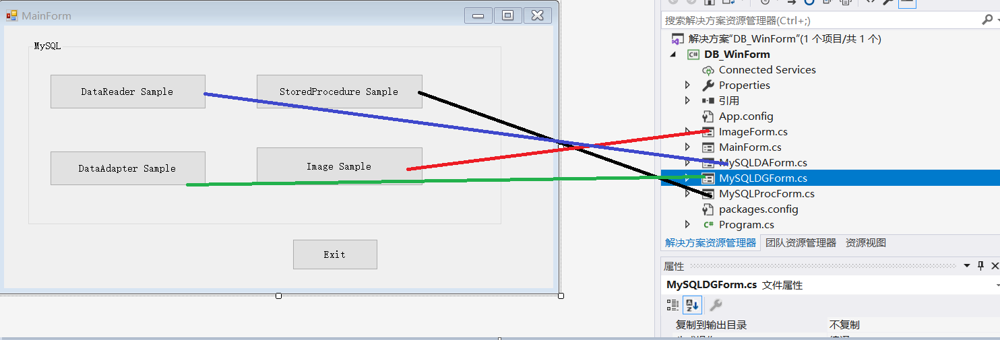 MainForm
MySQL
DataReader Sample
StoredProcedure Sample
DataAdapter Sample
Image Sample
Exit
搜索解决方案资源管理器(Ctrl+;)
解决方案"DB_WinForm"(1 个项目/共 1 个)
DB_WinForm
Connected Services
Properties
引用
App.config
ImageForm.cs
MainForm.cs
MySQLDAForm.cs
MySQLDGForm.cs
MySQLProcForm.cs
packages.config
Program.cs
解决方案资源管理器 团队资源管理器 资源视图
属性
MySQLDGForm.cs 文件属性
复制到输出目录 不复制